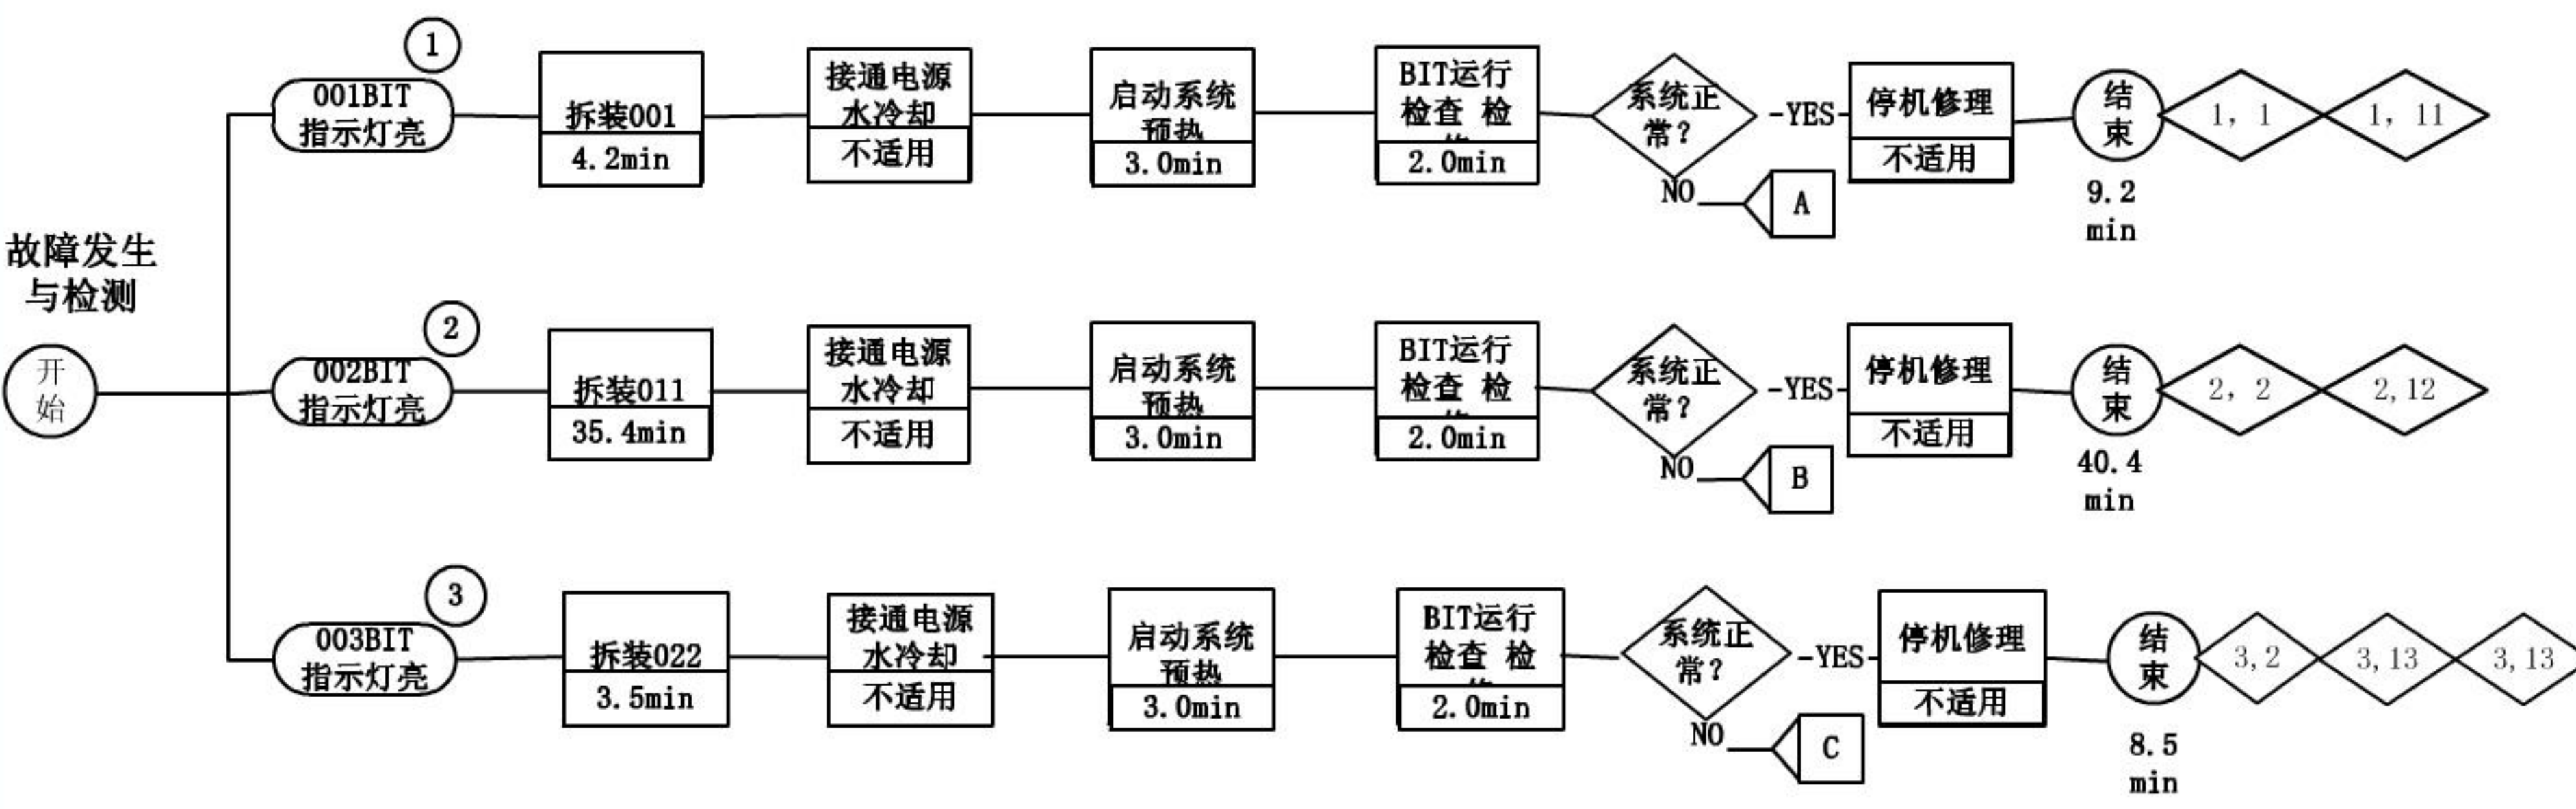 故障发生
与检测
开
始
1
001BIT
指示灯亮
拆装001
4.2min
接通电源
水冷却
不适用
启动系统
预热
3.0min
BIT运行
检查 检
2.0min
系统正
常？
YES
NO
A
停机修理
不适用
结
束
9.2
min
1, 1
1, 11
2
002BIT
指示灯亮
拆装011
35.4min
接通电源
水冷却
不适用
启动系统
预热
3.0min
BIT运行
检查 检
2.0min
系统正
常？
YES
NO
B
停机修理
不适用
结
束
40.4
min
2, 2
2,12
3
003BIT
指示灯亮
拆装022
3.5min
接通电源
水冷却
不适用
启动系统
预热
3.0min
BIT运行
检查 检
2.0min
系统正
常？
YES
NO
C
停机修理
不适用
结
束
8.5
min
3,2
3,13
3,13